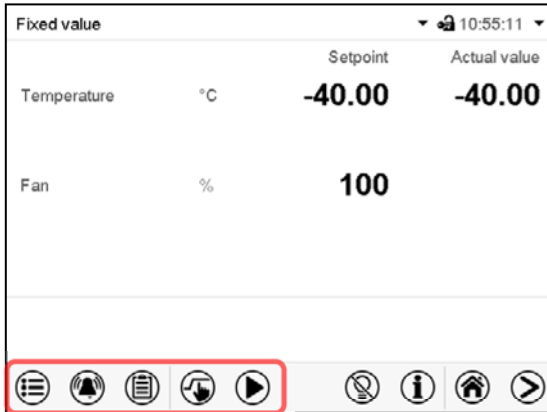 Fixed value 10:55:11
Setpoint Actual value
Temperature °C -40.00 -40.00
Fan % 100